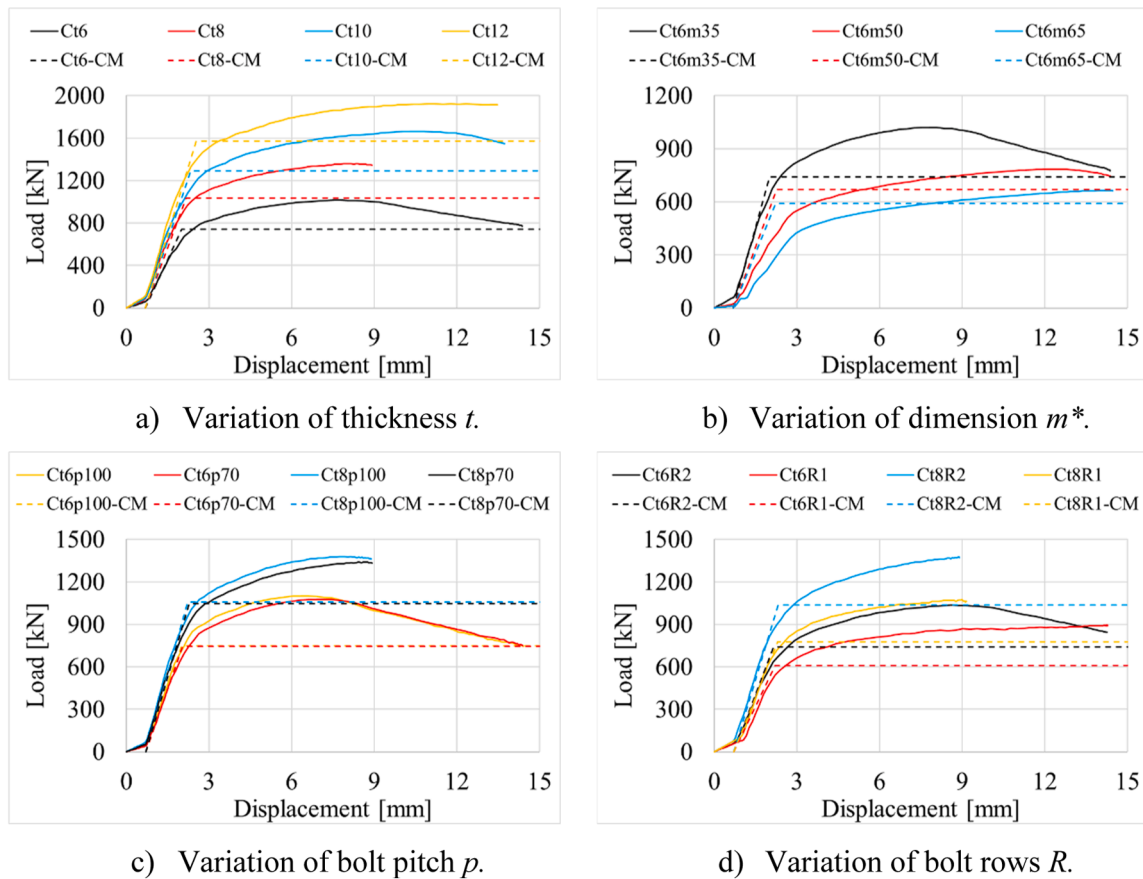 Ct6 Ct8 Ct10 Ct12
Ct6-CM Ct8-CM Ct10-CM Ct12-CM
2000
1600
1200
800
400
0
Load [kN]
0 3 6 9 12 15
Displacement [mm]
a) Variation of thickness t.
Ct6m35 Ct6m50 Ct6m65
Ct6m35-CM Ct6m50-CM Ct6m65-CM
1200
900
600
300
0
Load [kN]
0 3 6 9 12 15
Displacement [mm]
b) Variation of dimension m*.
Ct6p100 Ct6p70 Ct8p100 Ct8p70
Ct6p100-CM Ct6p70-CM Ct8p100-CM Ct8p70-CM
1500
1200
900
600
300
0
Load [kN]
0 3 6 9 12 15
Displacement [mm]
c) Variation of bolt pitch p.
Ct6R2 Ct6R1 Ct8R2 Ct8R1
Ct6R2-CM Ct6R1-CM Ct8R2-CM Ct8R1-CM
1500
1200
900
600
300
0
Load [kN]
0 3 6 9 12 15
Displacement [mm]
d) Variation of bolt rows R.